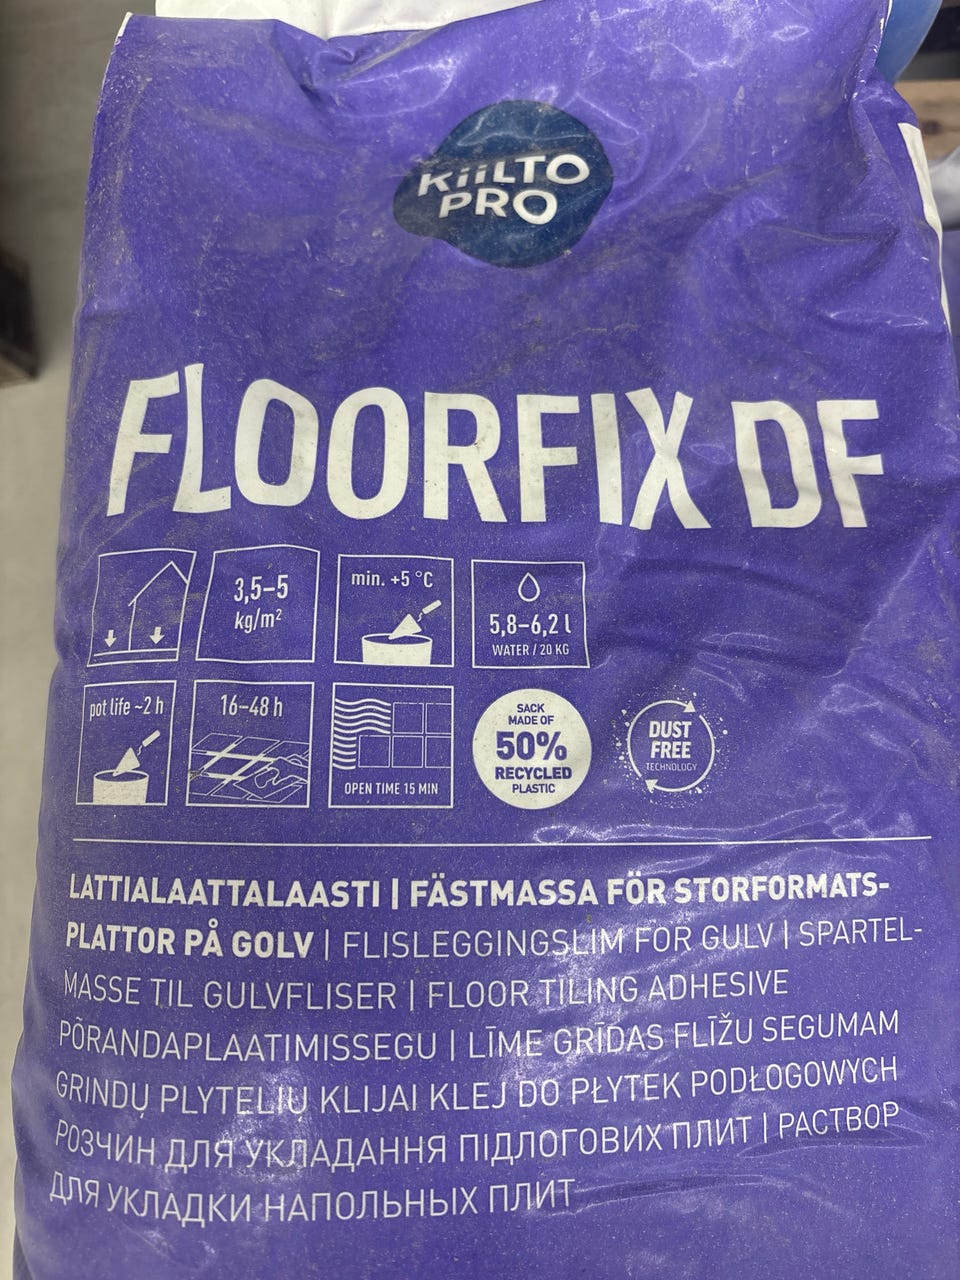 KiiLTO
PRO
FLOORFIX DF
3,5–5
kg/m²
min. +5 °C
5,8–6,2 l
WATER / 20 KG
pot life ~2 h
16–48 h
OPEN TIME 15 MIN
SACK
MADE OF
50%
RECYCLED
PLASTIC
DUST
FREE
TECHNOLOGY
LATTIALAATTALAASTI | FÄSTMASSA FÖR STORFORMATS-
PLATTOR PÅ GOLV | FLISLEGGINGSLIM FOR GULV | SPARTEL-
MASSE TIL GULVFLISER | FLOOR TILING ADHESIVE
PÕRANDAPLAATIMISSEGU | LĪME GRĪDAS FLĪŽU SEGUMAM
GRINDŲ PLYTELIŲ KLIJAI KLEJ DO PŁYTEK PODŁOGOWYCH
РОЗЧИН ДЛЯ УКЛАДАННЯ ПІДЛОГОВИХ ПЛИТ | РАСТВОР
ДЛЯ УКЛАДКИ НАПОЛЬНЫХ ПЛИТ